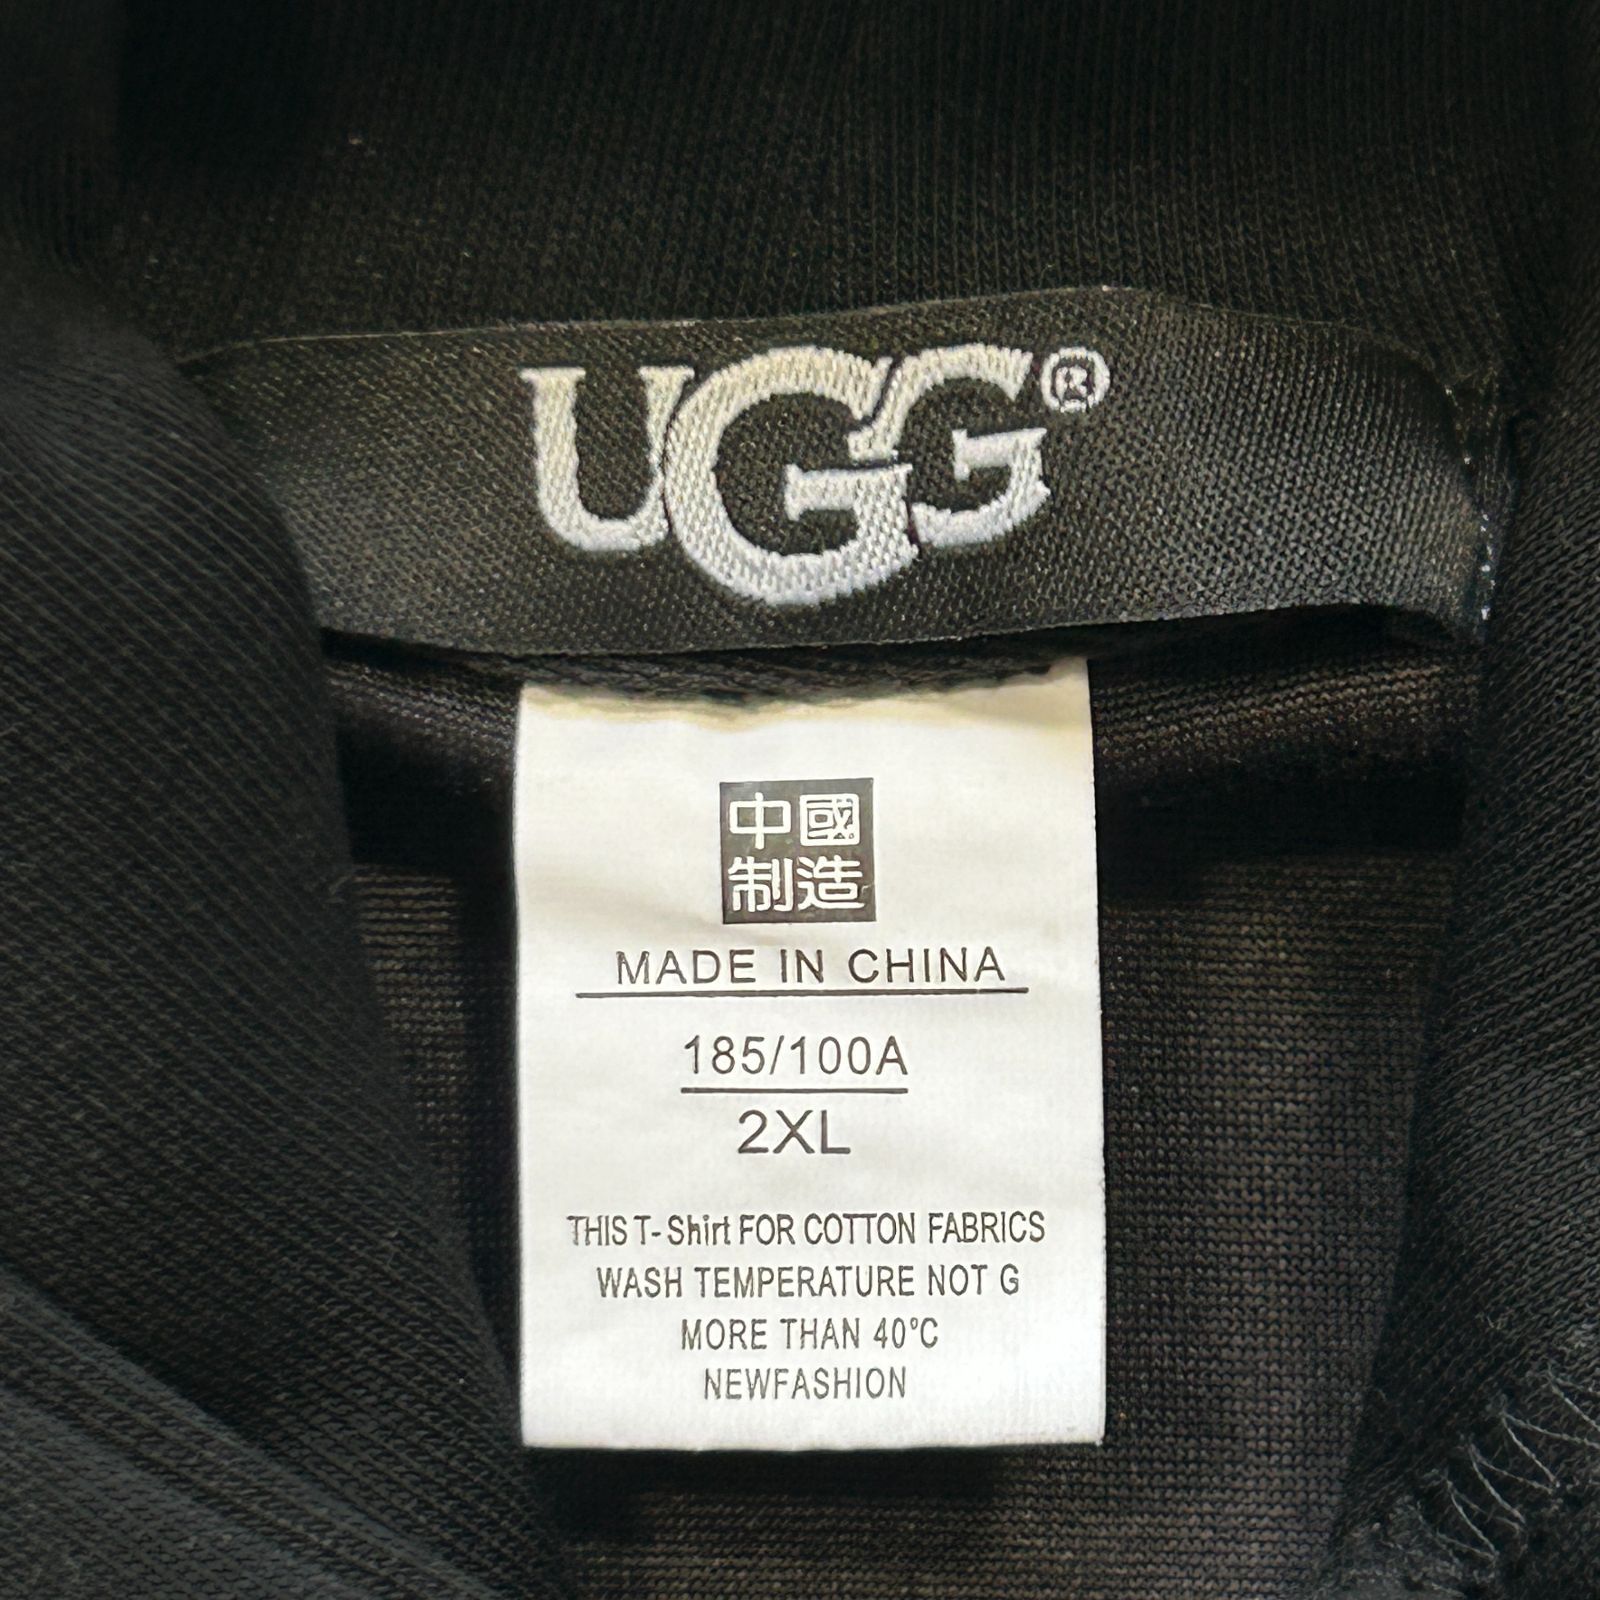 UGG®
中國
制造
MADE IN CHINA
185/100A
2XL
THIS T-Shirt FOR COTTON FABRICS
WASH TEMPERATURE NOT G
MORE THAN 40°C
NEWFASHION